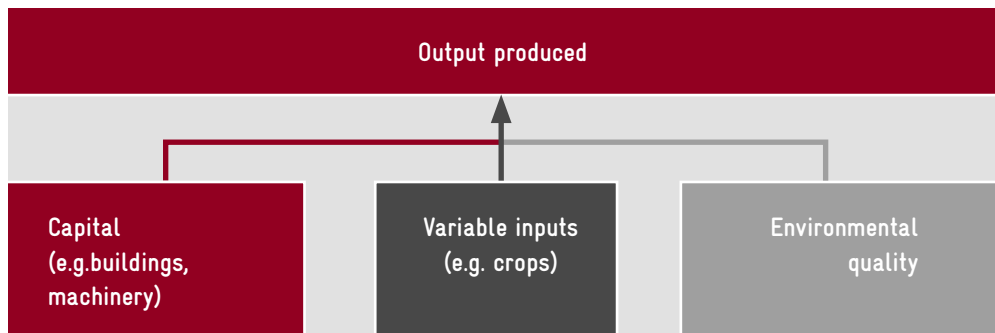 Output produced
Capital
(e.g.buildings,
machinery)
Variable inputs
(e.g. crops)
Environmental
quality